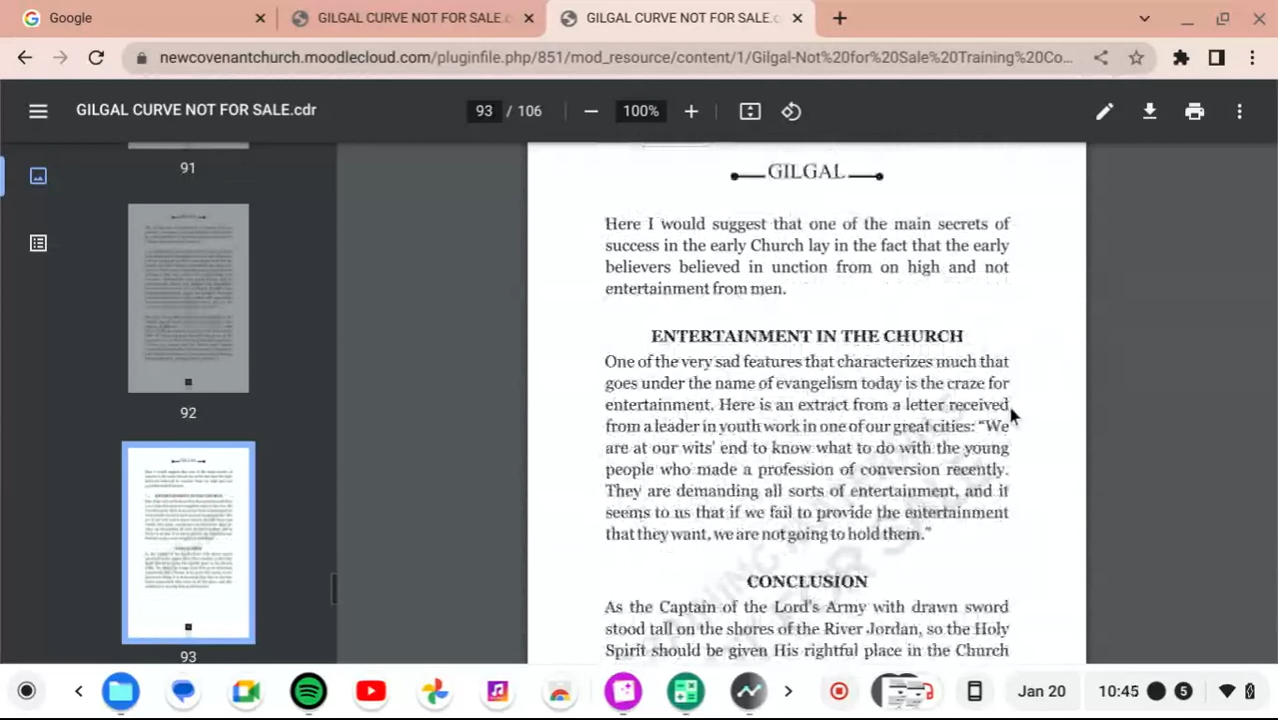 Google
GILGAL CURVE NOT FOR SALE.c
GILGAL CURVE NOT FOR SALE.c
newcovenantchurch.moodlecloud.com/pluginfile.php/851/mod_resource/content/1/Gilgal-Not%20for%20Sale%20Training%20Co...
GILGAL CURVE NOT FOR SALE.cdr
93 / 106
100%
91
92
93
GILGAL
Here I would suggest that one of the main secrets of
success in the early Church lay in the fact that the early
believers believed in unction from on high and not
entertainment from men.
ENTERTAINMENT IN THE CHURCH
One of the very sad features that characterizes much that
goes under the name of evangelism today is the craze for
entertainment. Here is an extract from a letter received
from a leader in youth work in one of our great cities: “We
are at our wits’ end to know what to do with the young
people who made a profession of conversion recently.
They are demanding all sorts of entertainment, and it
seems to us that if we fail to provide the entertainment
that they want, we are not going to hold them.”
CONCLUSION
As the Captain of the Lord’s Army with drawn sword
stood tall on the shores of the River Jordan, so the Holy
Spirit should be given His rightful place in the Church
Jan 20
10:45
5